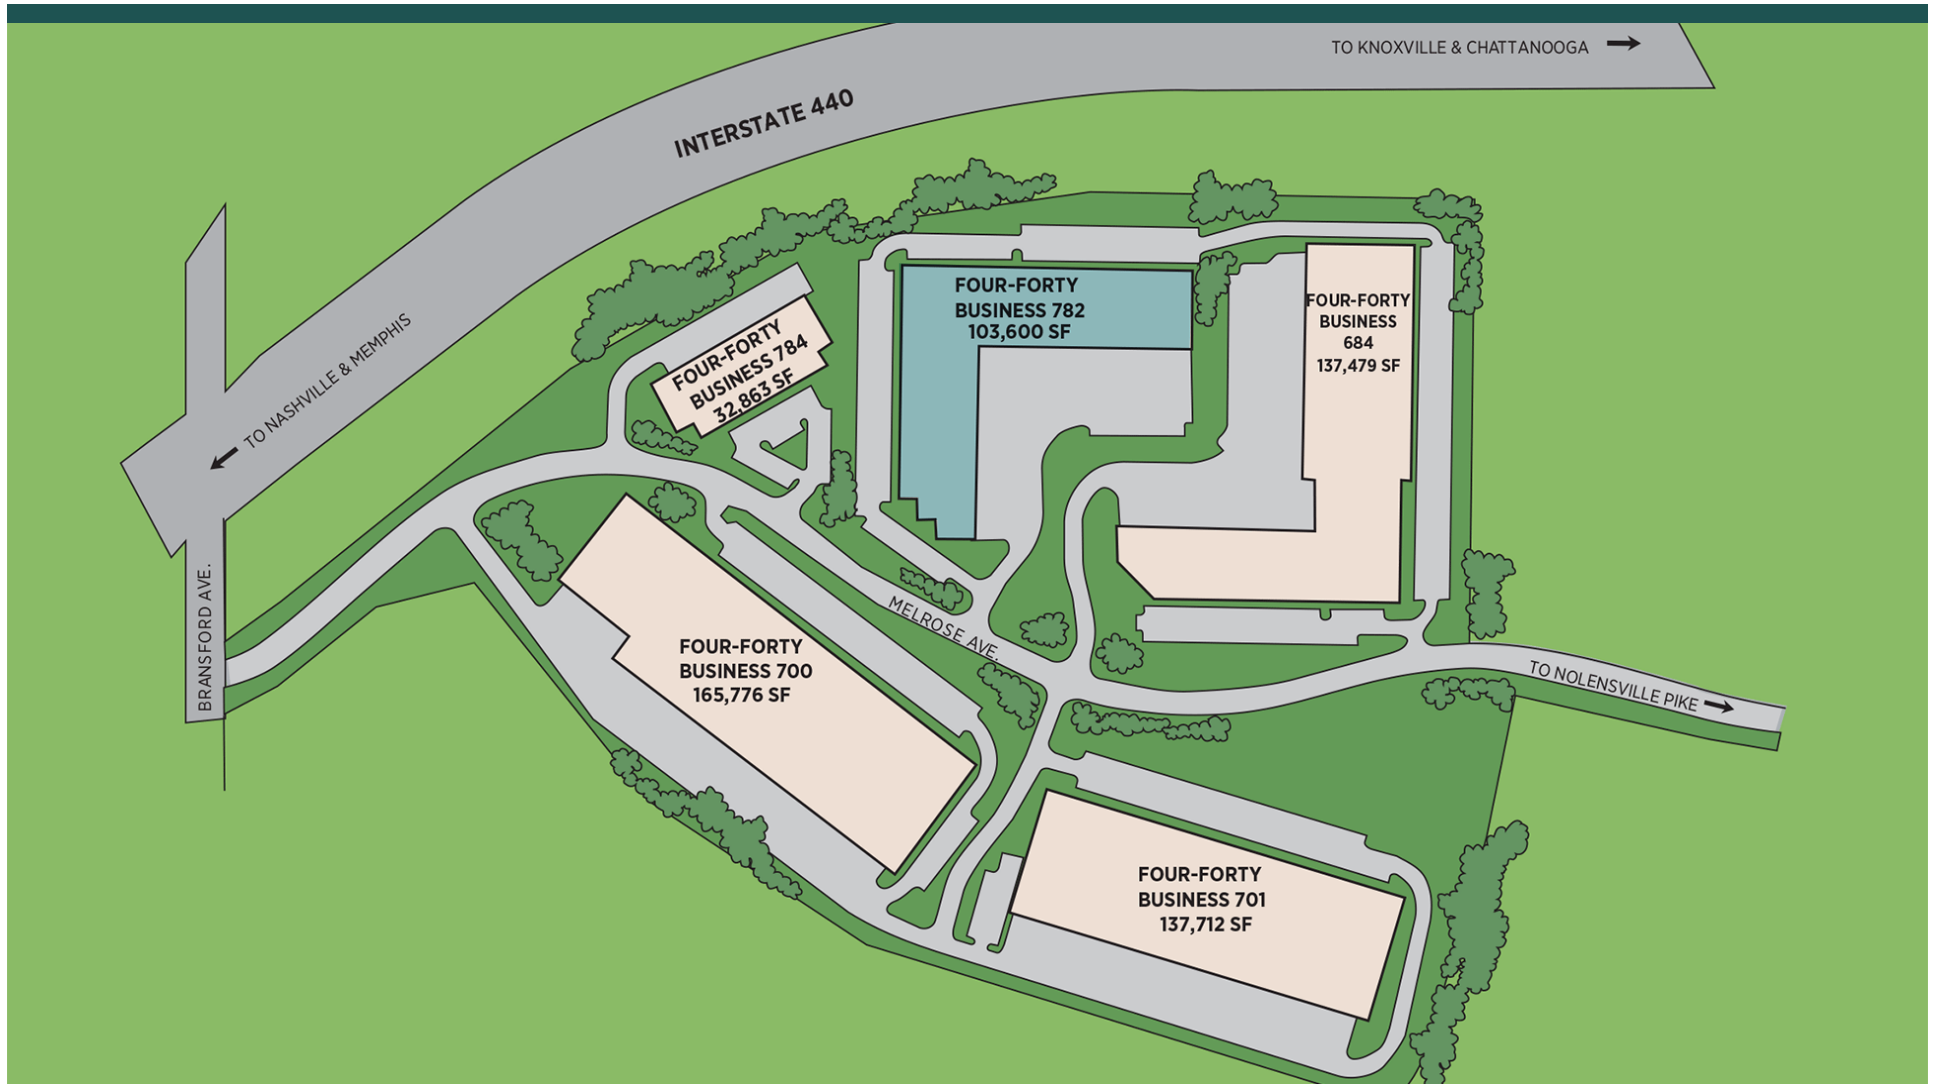 TO KNOXVILLE & CHATTANOOGA
INTERSTATE 440
TO NASHVILLE & MEMPHIS
BRANSFORD AVE.
FOUR-FORTY
BUSINESS 784
32,863 SF
FOUR-FORTY
BUSINESS 782
103,600 SF
FOUR-FORTY
BUSINESS
684
137,479 SF
MELROSE AVE.
TO NOLENSVILLE PIKE
FOUR-FORTY
BUSINESS 700
165,776 SF
FOUR-FORTY
BUSINESS 701
137,712 SF